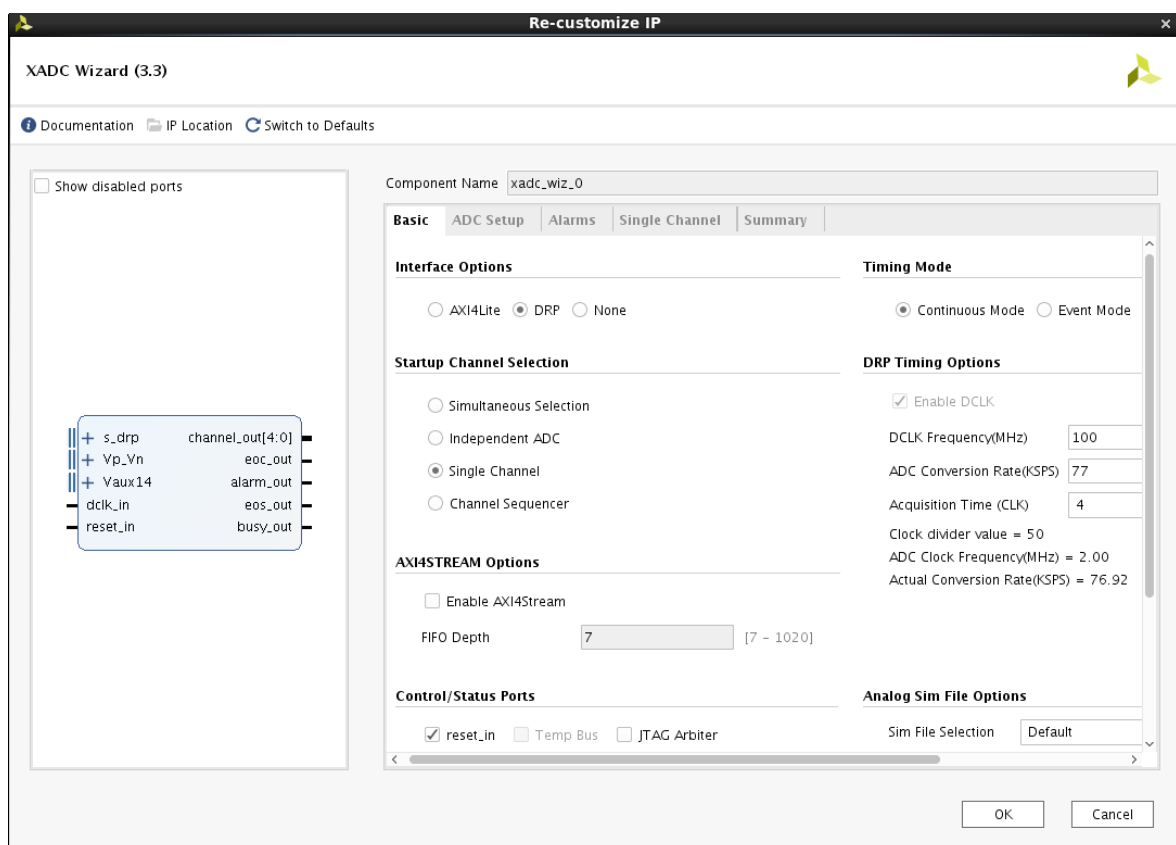 Re-customize IP
XADC Wizard (3.3)
Documentation IP Location Switch to Defaults
Show disabled ports
s_drp channel_out[4:0]
Vp_Vn eoc_out
Vaux14 alarm_out
dclk_in eos_out
reset_in busy_out
Component Name xadc_wiz_0
Basic ADC Setup Alarms Single Channel Summary
Interface Options
AXI4Lite DRP None
Startup Channel Selection
Simultaneous Selection
Independent ADC
Single Channel
Channel Sequencer
AXI4STREAM Options
Enable AXI4Stream
FIFO Depth 7 [7 - 1020]
Control/Status Ports
reset_in Temp Bus JTAG Arbiter
Timing Mode
Continuous Mode Event Mode
DRP Timing Options
Enable DCLK
DCLK Frequency(MHz) 100
ADC Conversion Rate(KSPS) 77
Acquisition Time (CLK) 4
Clock divider value = 50
ADC Clock Frequency(MHz) = 2.00
Actual Conversion Rate(KSPS) = 76.92
Analog Sim File Options
Sim File Selection Default
OK Cancel